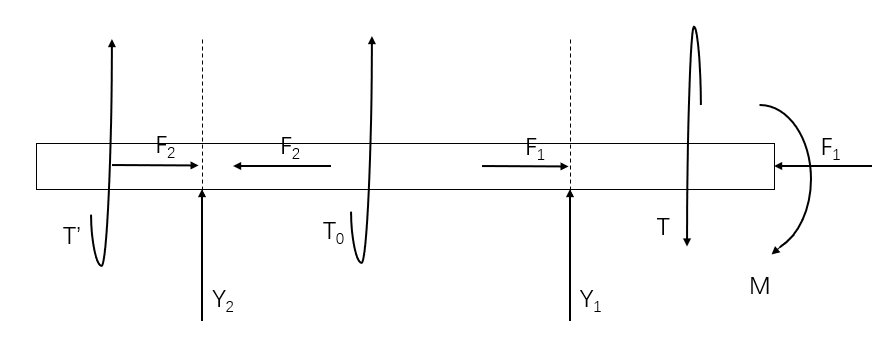 F₂
F₂
F₁
F₁
T'
T₀
T
Y₂
Y₁
M